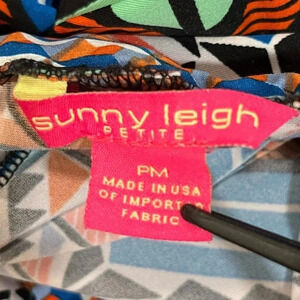 sunny leigh
PETITE
PM
MADE IN USA
OF IMPORTED
FABRIC